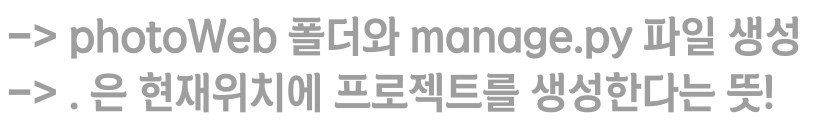 -> photoWeb 폴더와 manage.py 파일 생성
-> . 은 현재위치에 프로젝트를 생성한다는 뜻!